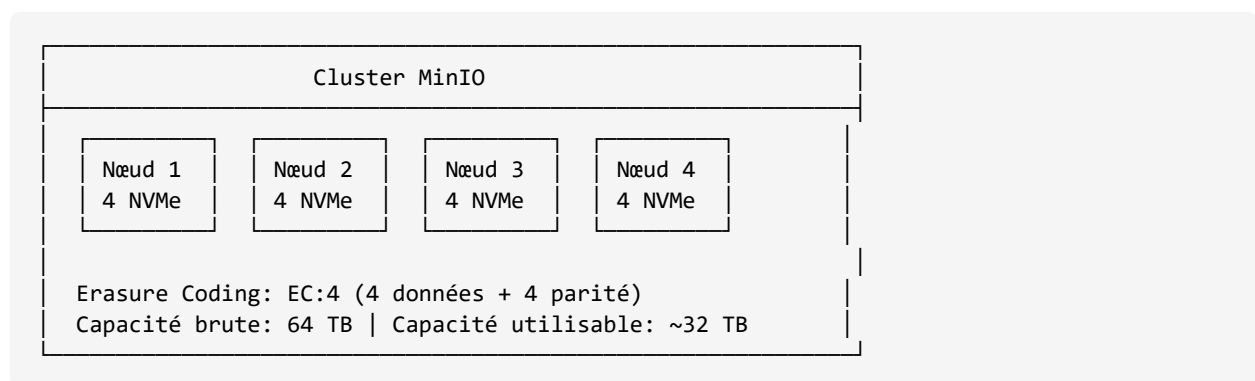 Cluster MinIO
Nœud 1 Nœud 2 Nœud 3 Nœud 4
4 NVMe 4 NVMe 4 NVMe 4 NVMe
Erasure Coding: EC:4 (4 données + 4 parité)
Capacité brute: 64 TB | Capacité utilisable: ~32 TB